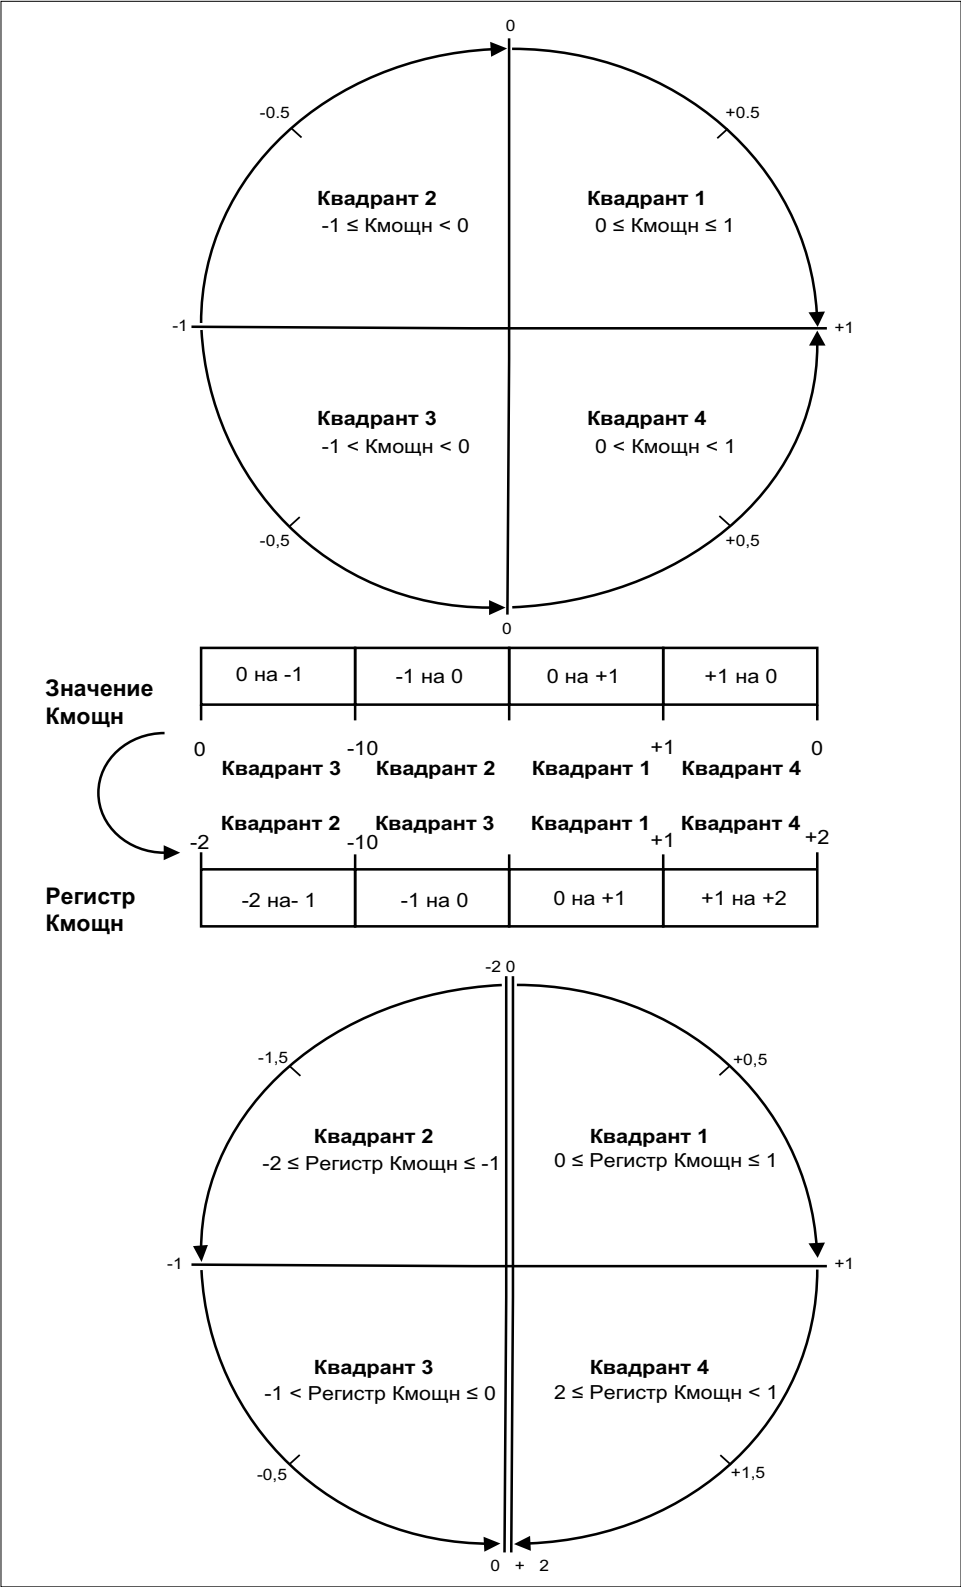 0
-0.5
+0.5
Квадрант 2
Квадрант 1
-1 ≤ Кмощн < 0
0 ≤ Кмощн ≤ 1
-1
+1
Квадрант 3
Квадрант 4
-1 < Кмощн < 0
0 < Кмощн < 1
-0,5
+0,5
0
Значение
Кмощн
0 на -1
-1 на 0
0 на +1
+1 на 0
0
-10
+1
0
Квадрант 3
Квадрант 2
Квадрант 1
Квадрант 4
Квадрант 2
Квадрант 3
Квадрант 1
Квадрант 4
-2
-10
+1
+2
Регистр
Кмощн
-2 на- 1
-1 на 0
0 на +1
+1 на +2
-2 0
-1,5
+0,5
Квадрант 2
Квадрант 1
-2 ≤ Регистр Кмощн ≤ -1
0 ≤ Регистр Кмощн ≤ 1
-1
+1
Квадрант 3
Квадрант 4
-1 < Регистр Кмощн ≤ 0
2 ≤ Регистр Кмощн < 1
-0,5
+1,5
0 + 2